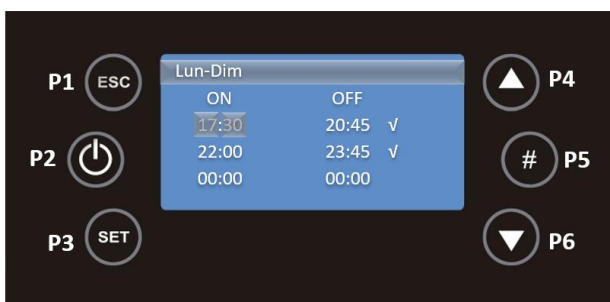 Lun-Dim
ON OFF
17:30 20:45 √
22:00 23:45 √
00:00 00:00
P1 ESC
P2
P3 SET
P4
# P5
P6